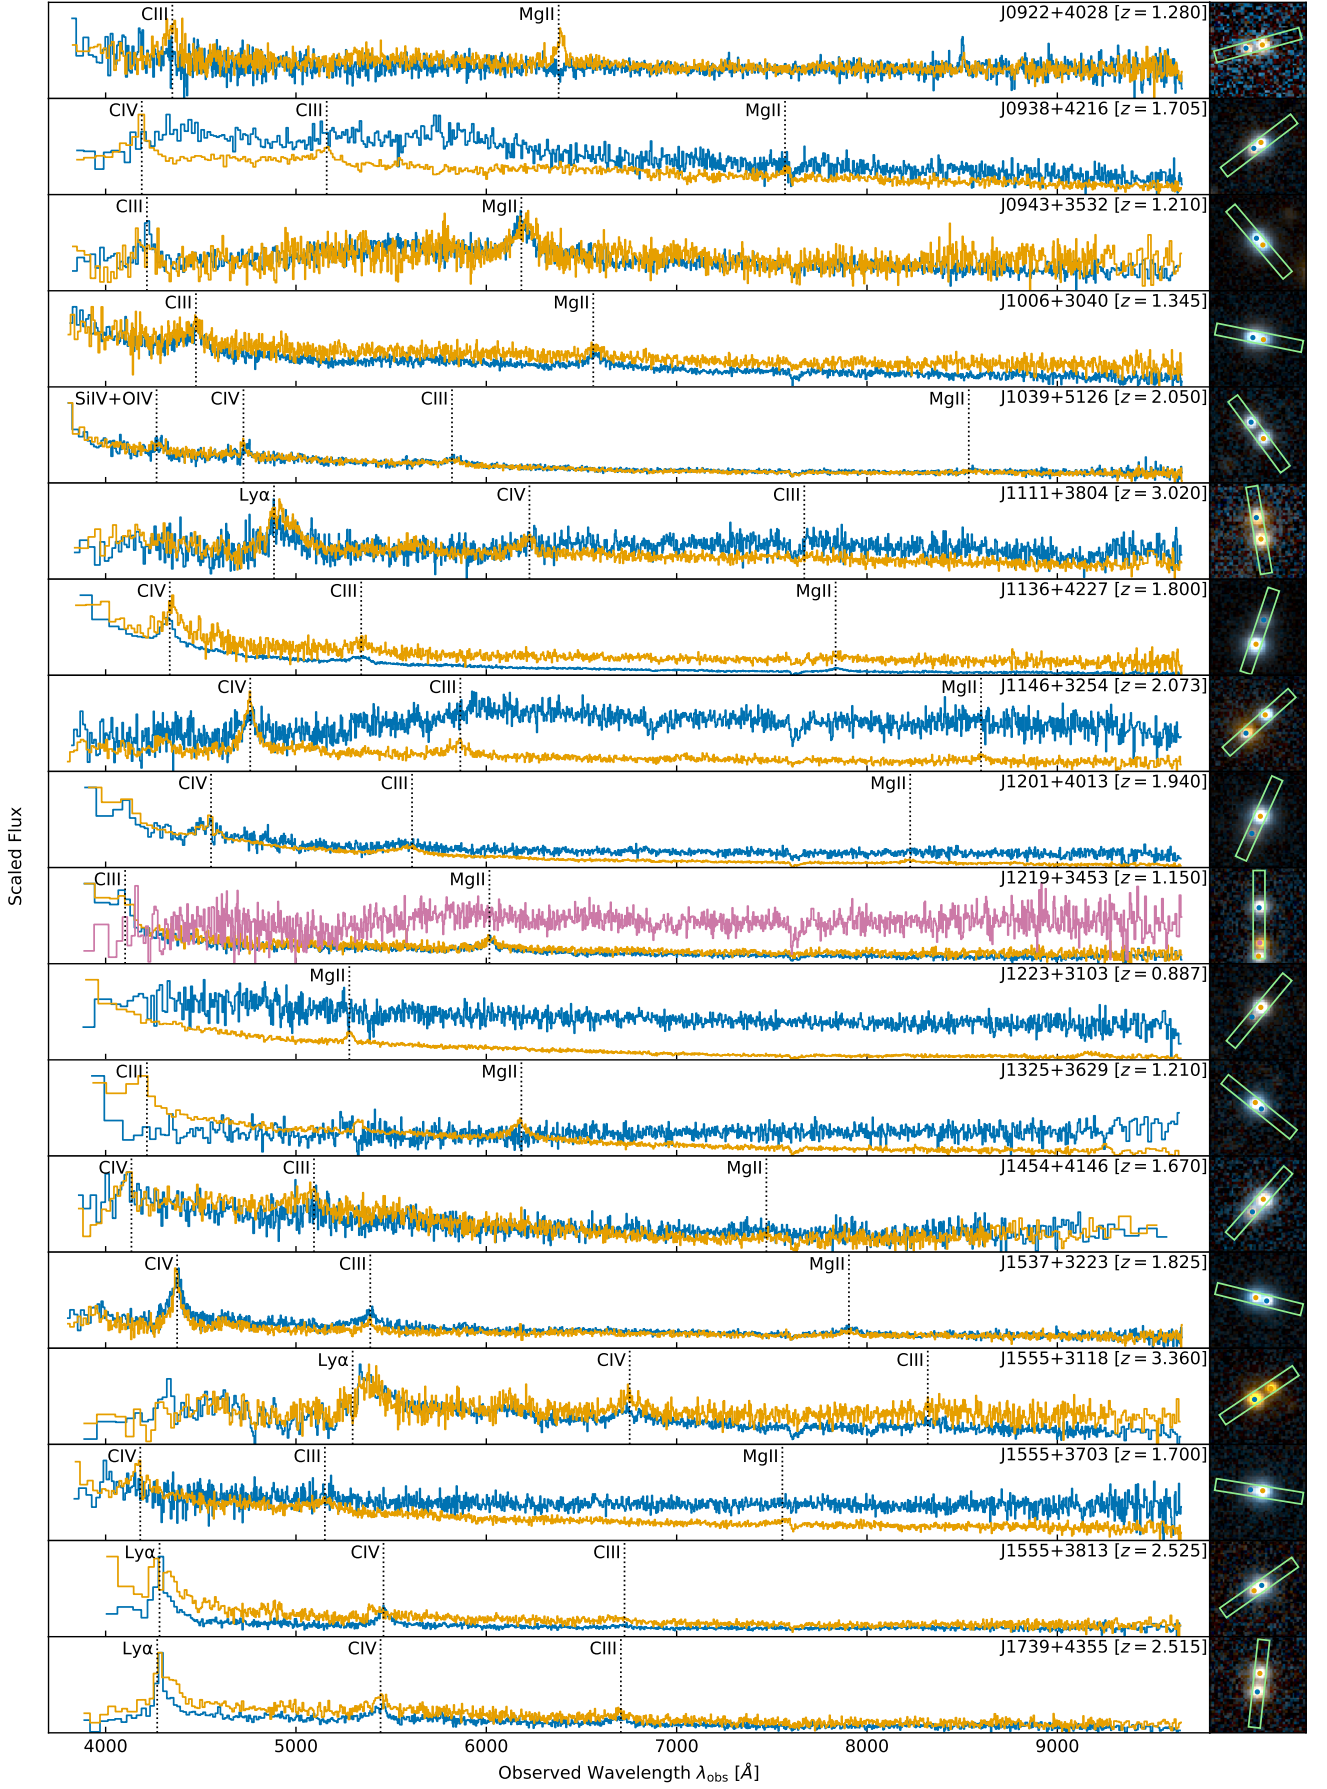 CIII MgII J0922+4028 [z = 1.280]
CIV CIII MgII J0938+4216 [z = 1.705]
CIII MgII J0943+3532 [z = 1.210]
CIII MgII J1006+3040 [z = 1.345]
SiIV+OIV CIV CIII MgII J1039+5126 [z = 2.050]
Lyα CIV CIII J1111+3804 [z = 3.020]
CIV CIII MgII J1136+4227 [z = 1.800]
CIV CIII MgII J1146+3254 [z = 2.073]
CIV CIII MgII J1201+4013 [z = 1.940]
CIII MgII J1219+3453 [z = 1.150]
MgII J1223+3103 [z = 0.887]
CIII MgII J1325+3629 [z = 1.210]
CIV CIII MgII J1454+4146 [z = 1.670]
CIV CIII MgII J1537+3223 [z = 1.825]
Lyα CIV CIII J1555+3118 [z = 3.360]
CIV CIII MgII J1555+3703 [z = 1.700]
Lyα CIV CIII J1555+3813 [z = 2.525]
Lyα CIV CIII J1739+4355 [z = 2.515]
Scaled Flux
4000 5000 6000 7000 8000 9000
Observed Wavelength λobs [Å]